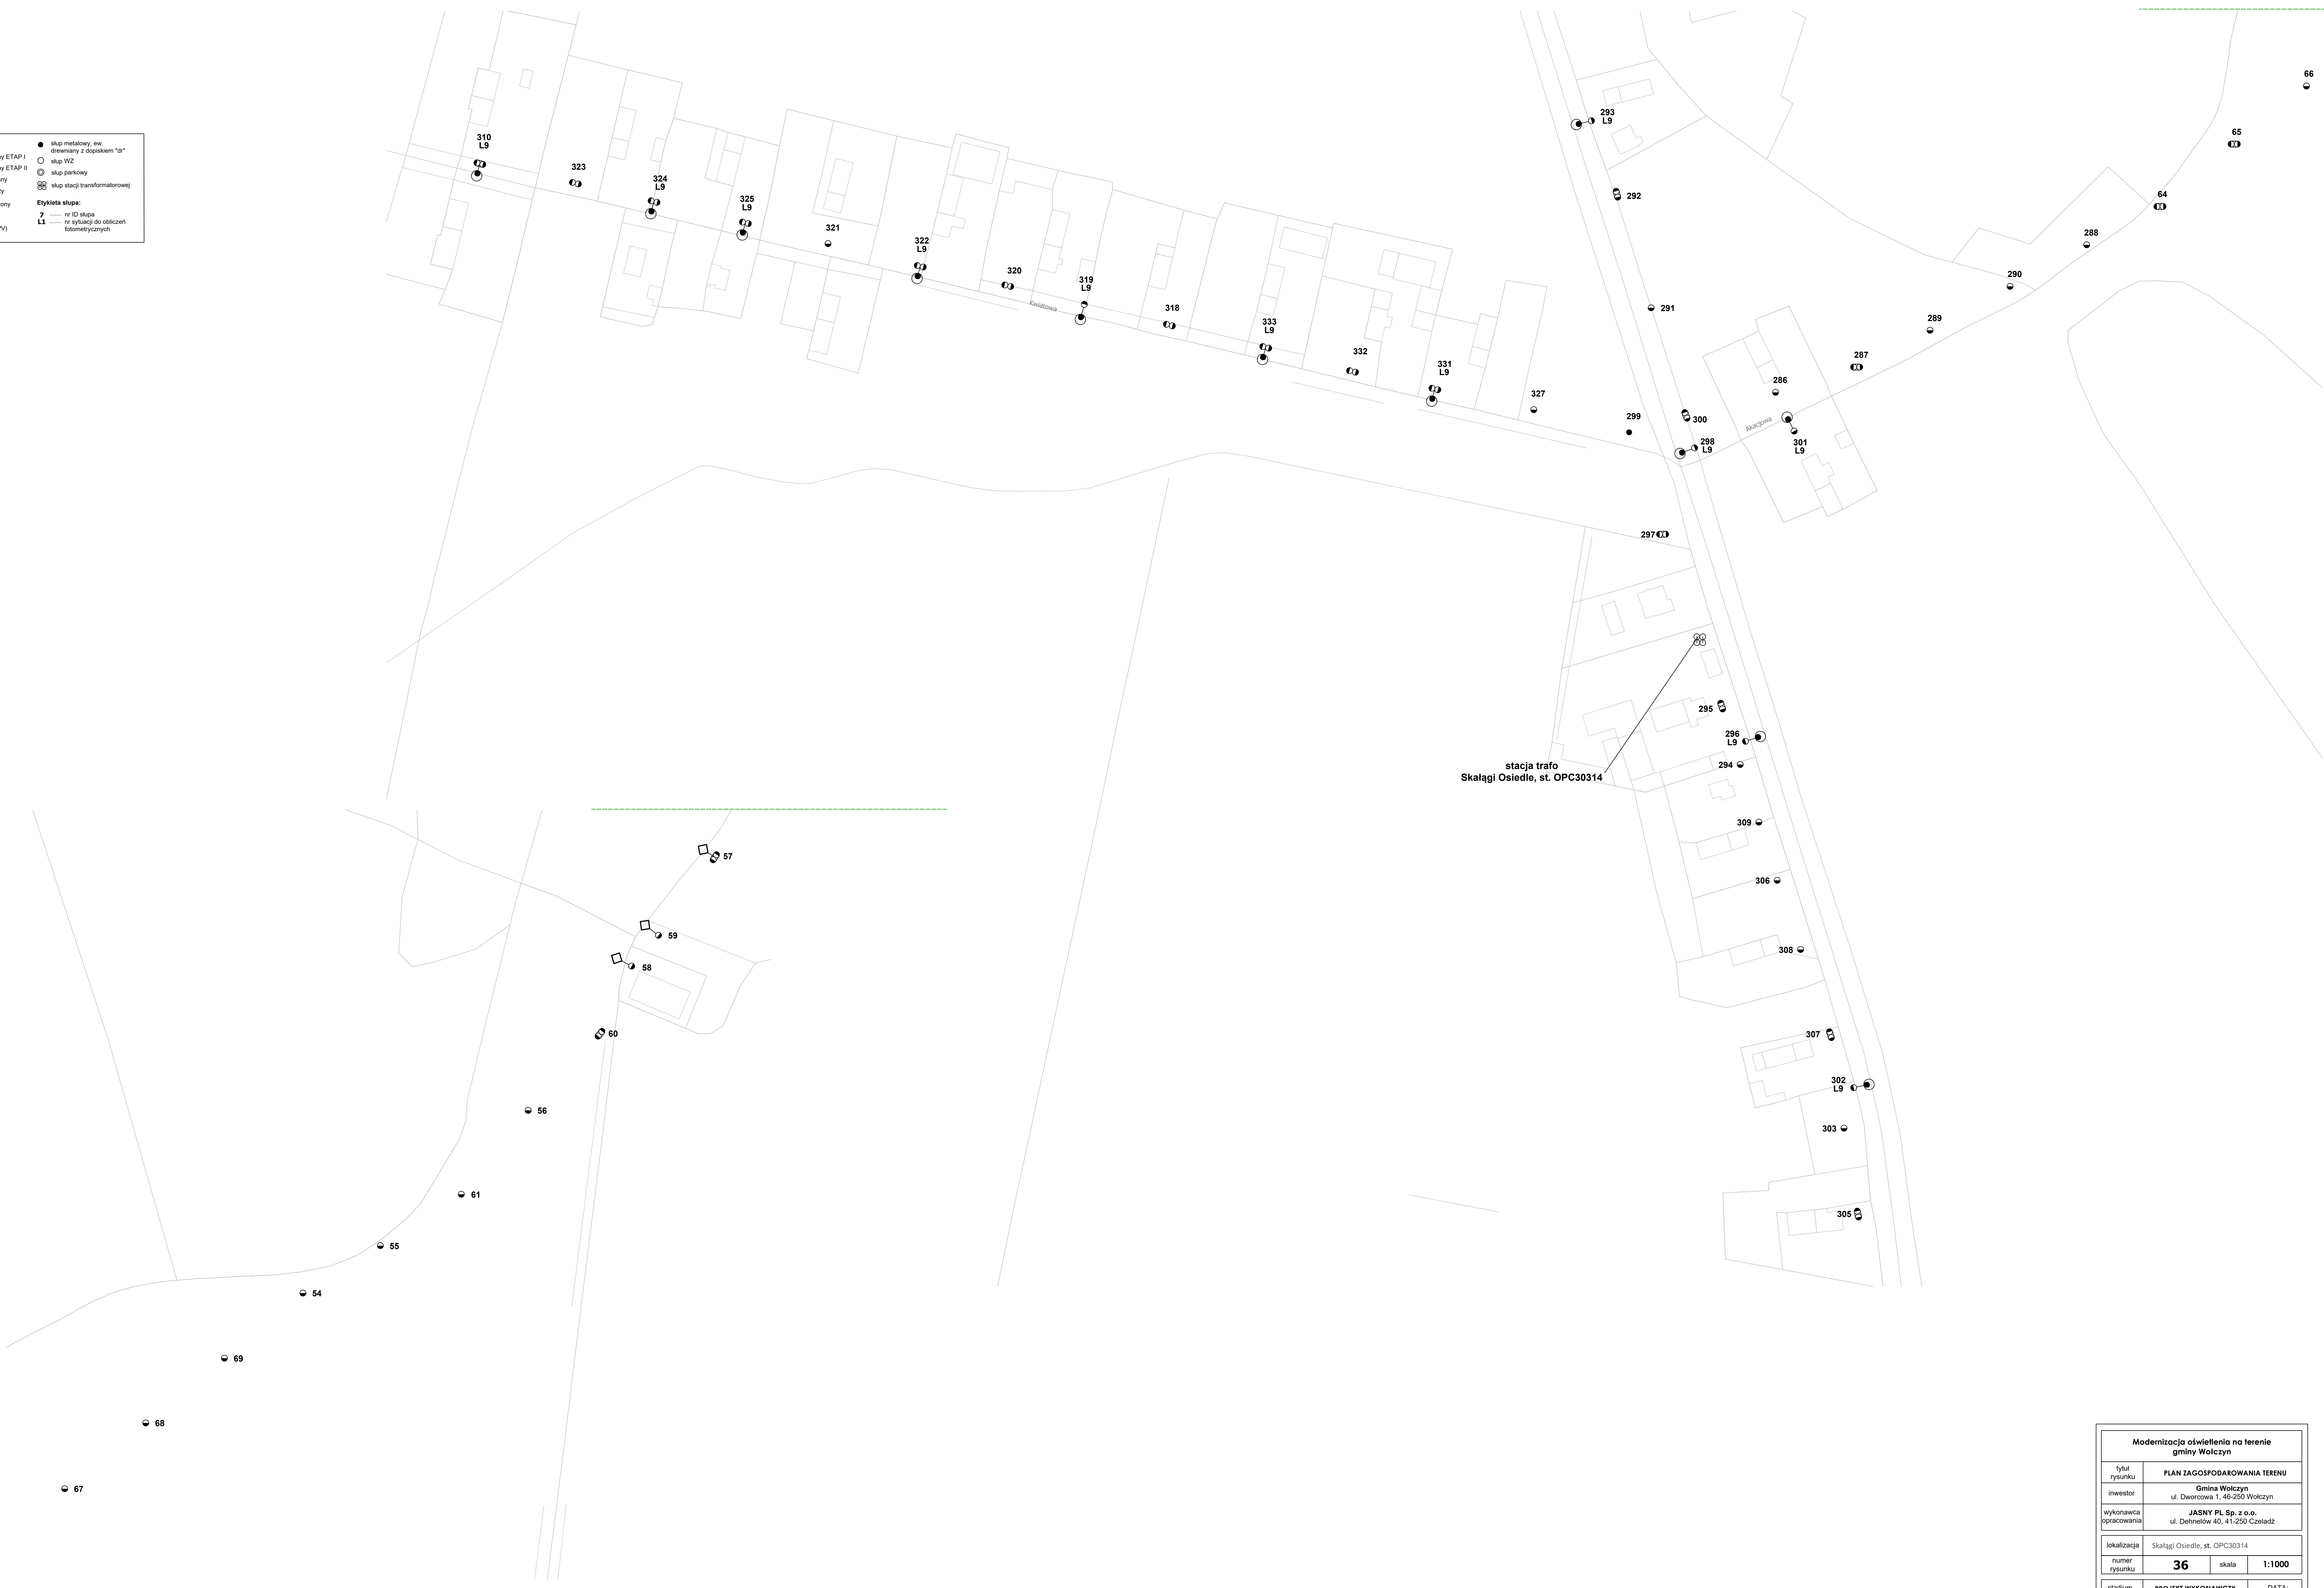 słup metalowy, ew.
drewniany z dopiskiem "dr"
słup WZ
słup parkowy
słup stacji transformatorowej
Etykieta słupa:
7 nr ID słupa
L1 nr sytuacji do obliczeń
fotometrycznych
ETAP I
ETAP II
310
L9
323
324
L9
325
L9
321
322
L9
320
319
L9
318
333
L9
332
331
L9
327
299
Kwiatowa
293
L9
292
291
300
298
L9
297
Akacjowa
301
L9
286
287
289
290
288
64
65
66
295
296
L9
294
stacja trafo
Skałągi Osiedle, st. OPC30314
309
306
308
307
302
L9
303
305
57
59
58
60
56
61
55
54
69
68
67
Modernizacja oświetlenia na terenie
gminy Wołczyn
tytuł
rysunku
PLAN ZAGOSPODAROWANIA TERENU
inwestor
Gmina Wołczyn
ul. Dworcowa 1, 46-250 Wołczyn
wykonawca
opracowania
JASNY PL Sp. z o.o.
ul. Dehnelów 40, 41-250 Czeladź
lokalizacja
Skałągi Osiedle, st. OPC30314
numer
rysunku
36
skala
1:1000